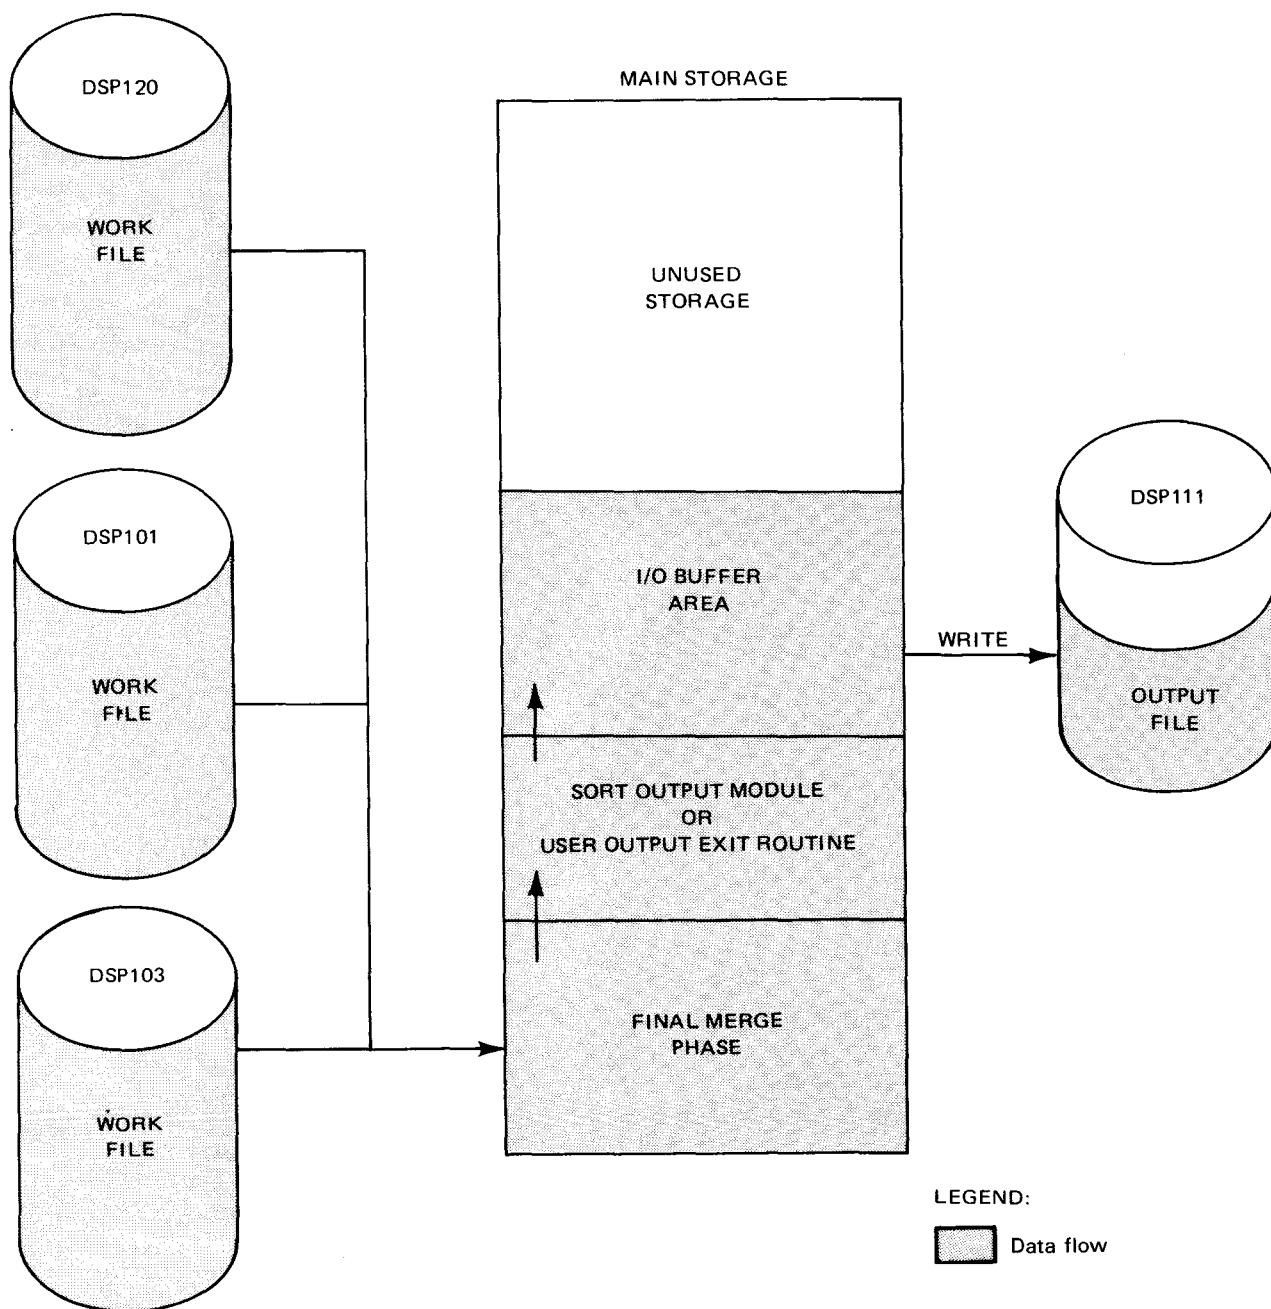 DSP120
WORK
FILE
DSP101
WORK
FILE
DSP103
WORK
FILE
MAIN STORAGE
UNUSED
STORAGE
I/O BUFFER
AREA
SORT OUTPUT MODULE
OR
USER OUTPUT EXIT ROUTINE
FINAL MERGE
PHASE
WRITE
DSP111
OUTPUT
FILE
LEGEND:
Data flow